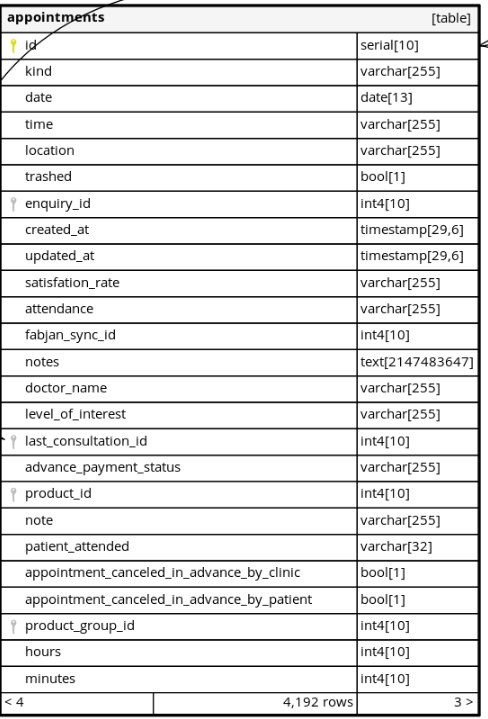 appointments [table]
id serial[10]
kind varchar[255]
date date[13]
time varchar[255]
location varchar[255]
trashed bool[1]
enquiry_id int4[10]
created_at timestamp[29,6]
updated_at timestamp[29,6]
satisfation_rate varchar[255]
attendance varchar[255]
fabjan_sync_id int4[10]
notes text[2147483647]
doctor_name varchar[255]
level_of_interest varchar[255]
last_consultation_id int4[10]
advance_payment_status varchar[255]
product_id int4[10]
note varchar[255]
patient_attended varchar[32]
appointment_canceled_in_advance_by_clinic bool[1]
appointment_canceled_in_advance_by_patient bool[1]
product_group_id int4[10]
hours int4[10]
minutes int4[10]
< 4 4,192 rows 3 >